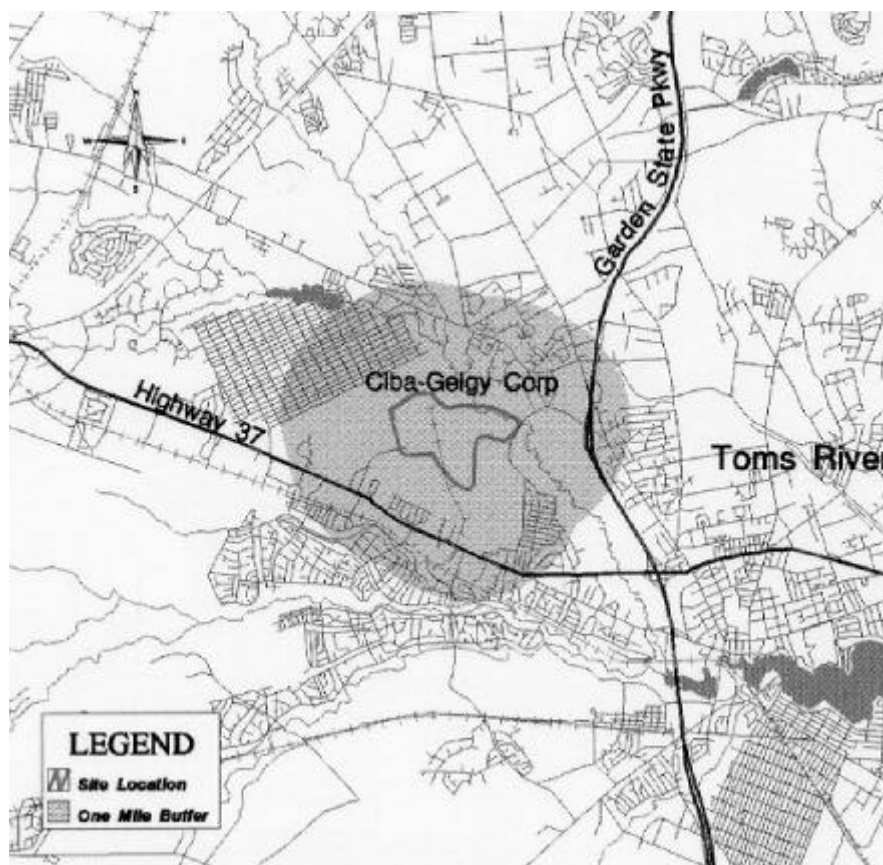 Garden State Pkwy
Ciba-Geigy Corp
Highway 37
Toms River
LEGEND
Site Location
One Mile Buffer